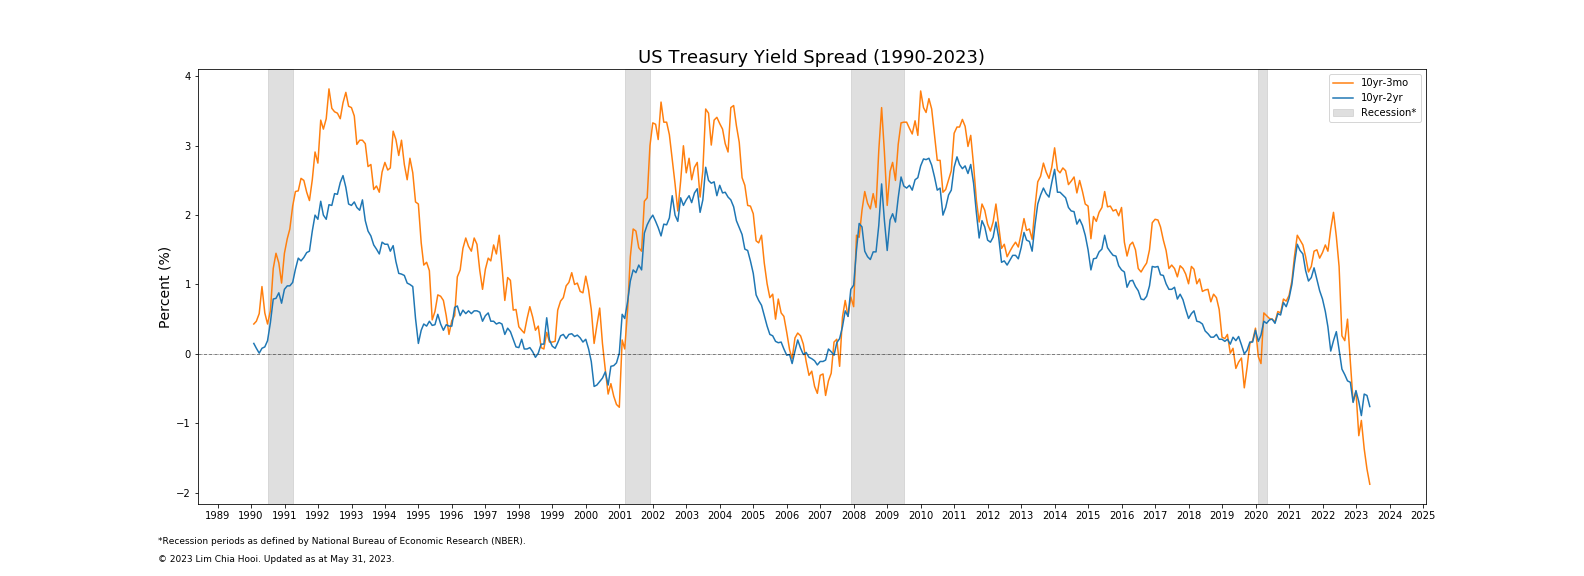 US Treasury Yield Spread (1990-2023)
4
3
2
1
0
−1
−2
Percent (%)
10yr-3mo
10yr-2yr
Recession*
1989 1990 1991 1992 1993 1994 1995 1996 1997 1998 1999 2000 2001 2002 2003 2004 2005 2006 2007 2008 2009 2010 2011 2012 2013 2014 2015 2016 2017 2018 2019 2020 2021 2022 2023 2024 2025
*Recession periods as defined by National Bureau of Economic Research (NBER).
© 2023 Lim Chia Hooi. Updated as at May 31, 2023.